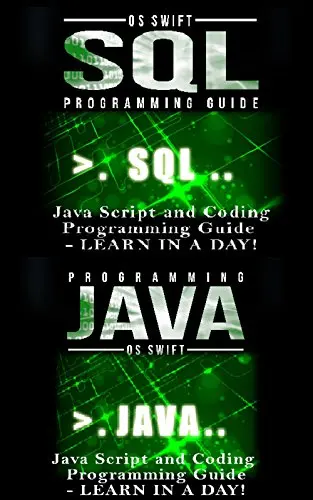 OS SWIFT
SQL
PROGRAMMING GUIDE
>. SQL ..
Java Script and Coding
Programming Guide
- LEARN IN A DAY!
PROGRAMMING
JAVA
OS SWIFT
>. JAVA..
Java Script and Coding
Programming Guide
- LEARN IN A DAY!